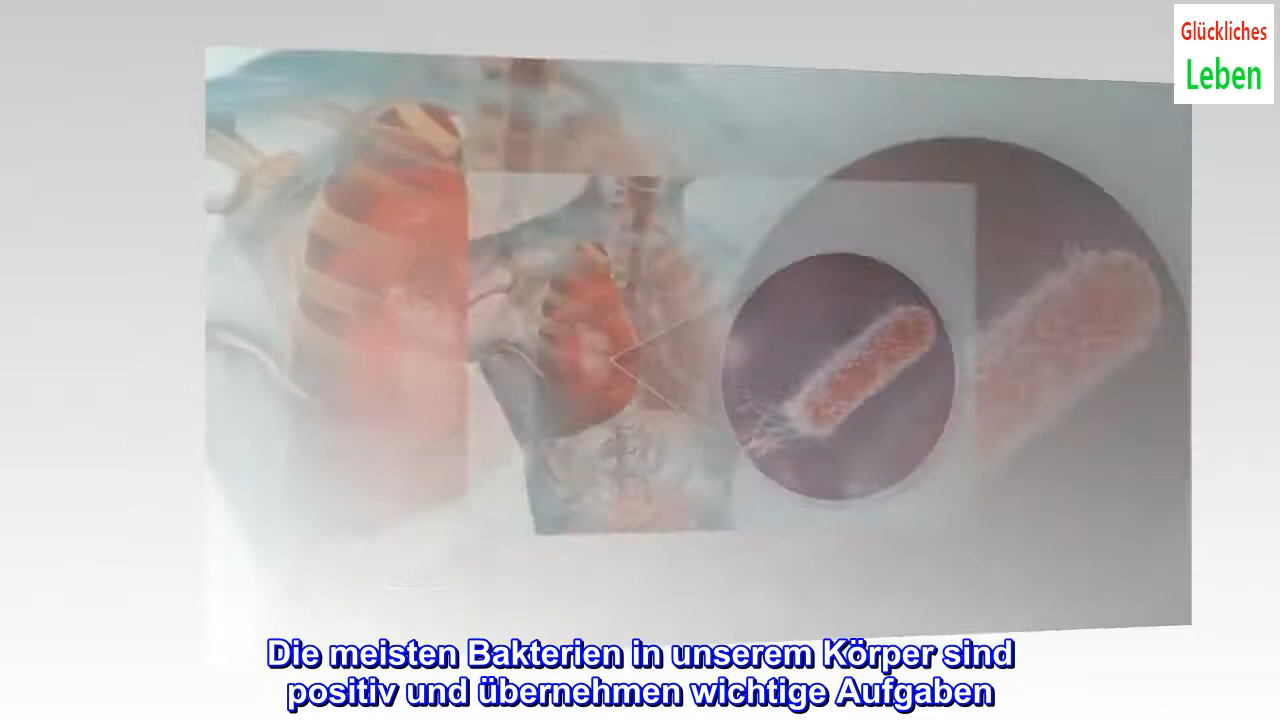 Glückliches
Leben
Die meisten Bakterien in unserem Körper sind
positiv und übernehmen wichtige Aufgaben